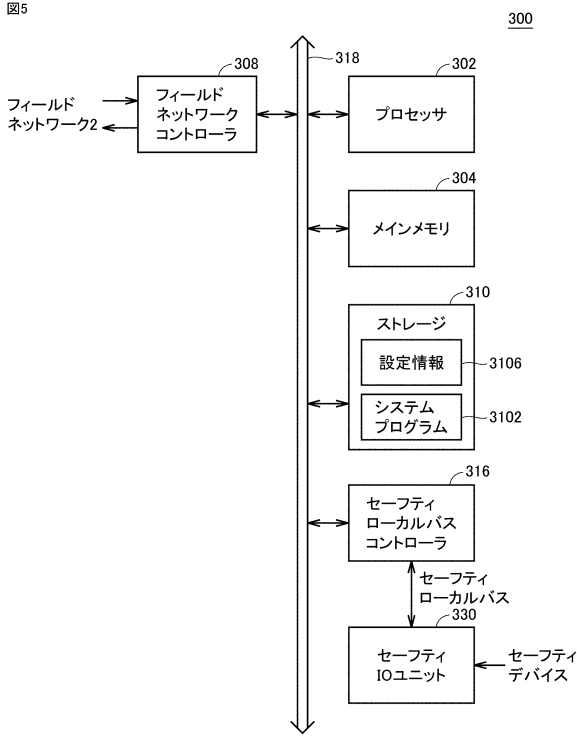 図5
300
318
308
フィールド
ネットワーク
コントローラ
フィールド
ネットワーク2
302
プロセッサ
304
メインメモリ
310
ストレージ
設定情報
3106
システム
プログラム
3102
316
セーフティ
ローカルバス
コントローラ
セーフティ
ローカルバス
330
セーフティ
IOユニット
セーフティ
デバイス